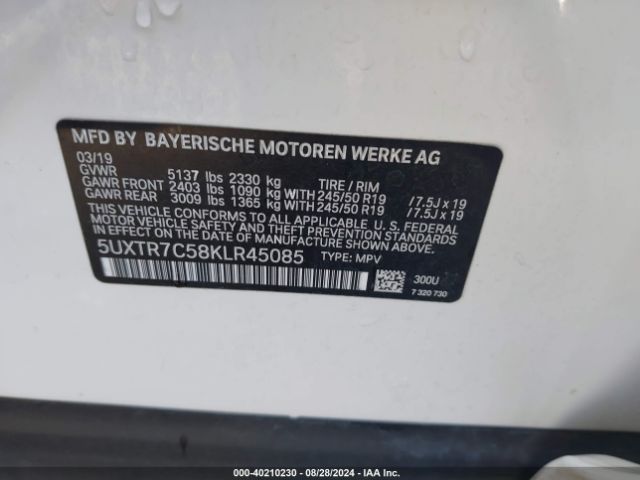 MFD BY BAYERISCHE MOTOREN WERKE AG
03/19
GVWR 5137 lbs 2330 kg TIRE / RIM
GAWR FRONT 2403 lbs 1090 kg WITH 245/50 R19 /7.5J x 19
GAWR REAR 3009 lbs 1365 kg WITH 245/50 R19 /7.5J x 19
THIS VEHICLE CONFORMS TO ALL APPLICABLE U.S. FEDERAL
MOTOR VEHICLE SAFETY AND THEFT PREVENTION STANDARDS
IN EFFECT ON THE DATE OF MANUFACTURE SHOWN ABOVE.
5UXTR7C58KLR45085 TYPE: MPV
300U
7 320 730
000-40210230 - 08/28/2024 - IAAI.COM